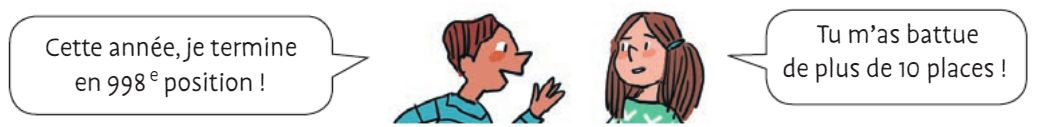 Cette année, je termine
en 998ᵉ position !
Tu m'as battue
de plus de 10 places !